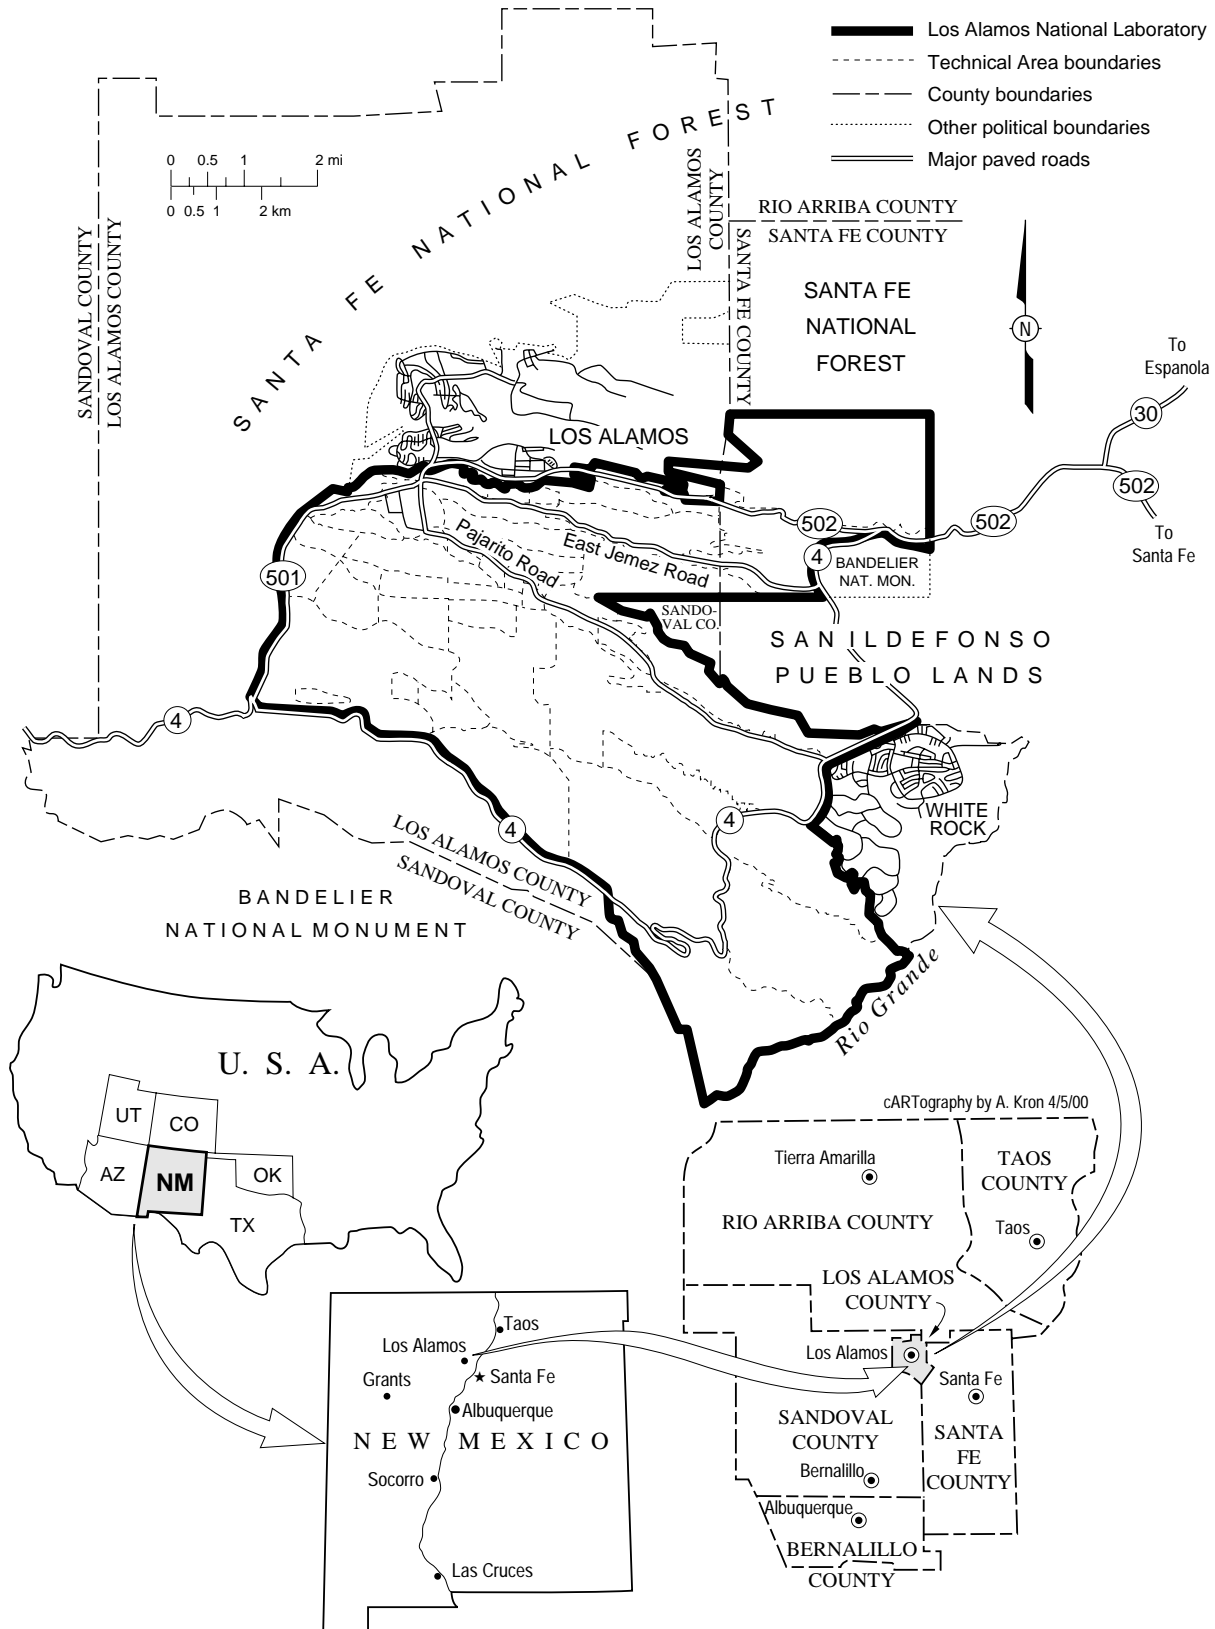 Los Alamos National Laboratory
Technical Area boundaries
County boundaries
Other political boundaries
Major paved roads
0 0.5 1 2 mi
0 0.5 1 2 km
SANTA FE NATIONAL FOREST
SANDOVAL COUNTY
LOS ALAMOS COUNTY
LOS ALAMOS
COUNTY
SANTA FE COUNTY
RIO ARRIBA COUNTY
SANTA FE COUNTY
SANTA FE
NATIONAL
FOREST
N
To
Espanola
30
502
To
Santa Fe
502
502
4
LOS ALAMOS
Pajarito Road
East Jemez Road
BANDELIER
NAT. MON.
501
SANDO-
VAL CO.
SAN ILDEFONSO
PUEBLO LANDS
4
4
4
WHITE
ROCK
LOS ALAMOS COUNTY
SANDOVAL COUNTY
BANDELIER
NATIONAL MONUMENT
Rio Grande
U. S. A.
UT
CO
AZ
NM
OK
TX
cARTography by A. Kron 4/5/00
Tierra Amarilla
TAOS
COUNTY
RIO ARRIBA COUNTY
Taos
LOS ALAMOS
COUNTY
Los Alamos
Santa Fe
SANDOVAL
COUNTY
SANTA
FE
COUNTY
Bernalillo
Albuquerque
BERNALILLO
COUNTY
Taos
Los Alamos
Grants
Santa Fe
Albuquerque
NEW MEXICO
Socorro
Las Cruces